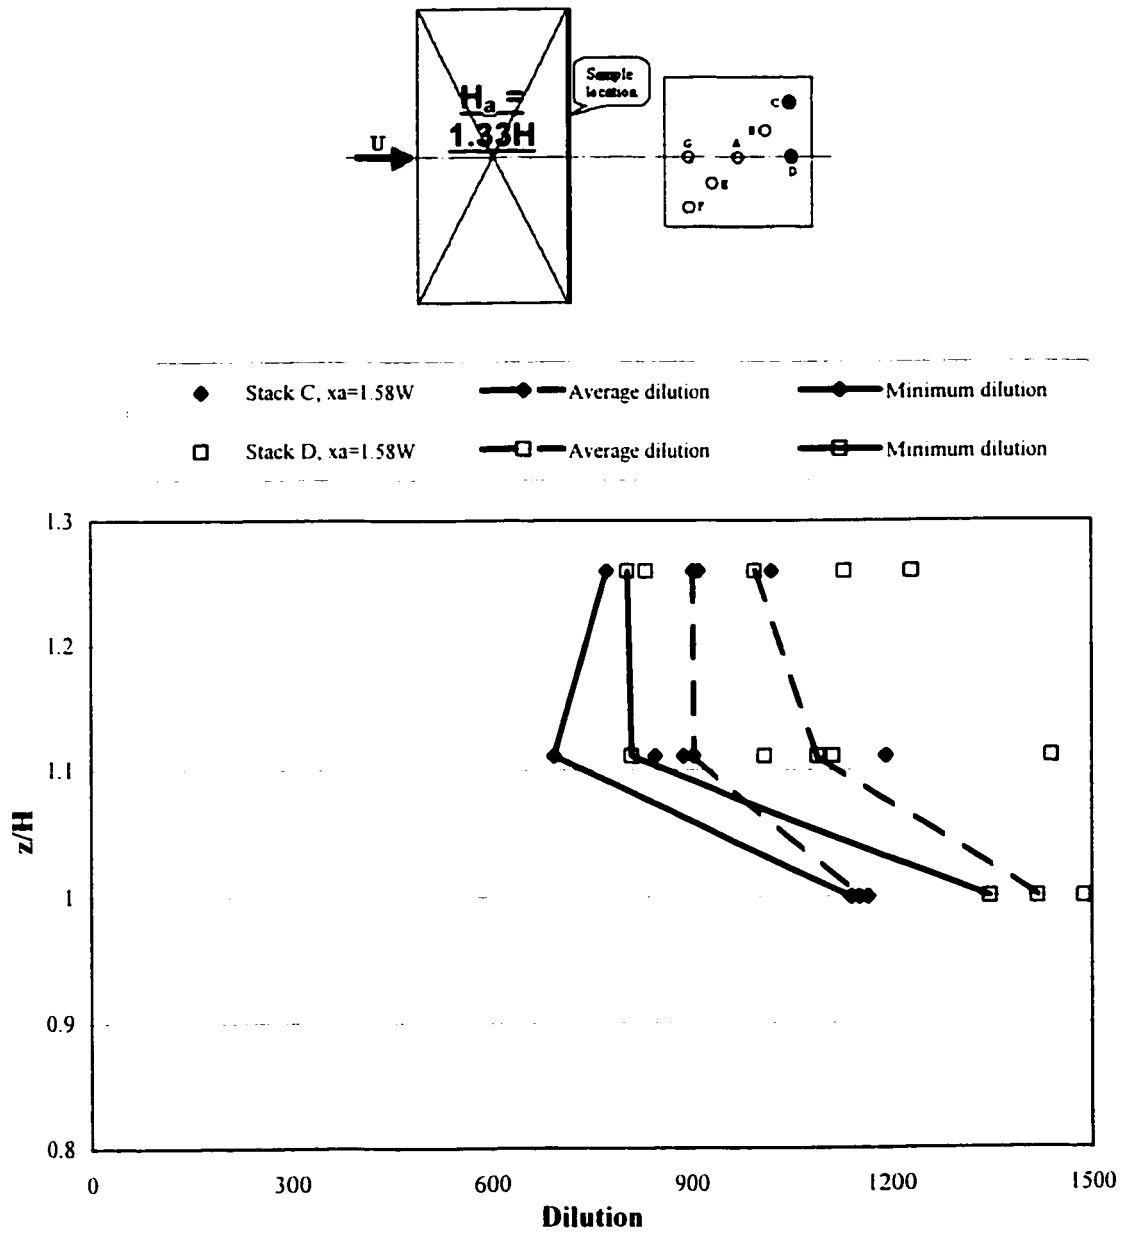 H_a =
1.33H
Sample
location
U
C
B
G
A
D
E
F
Stack C, xa=1.58W
Average dilution
Minimum dilution
Stack D, xa=1.58W
Average dilution
Minimum dilution
1.3
1.2
1.1
1
0.9
0.8
z/H
0
300
600
900
1200
1500
Dilution